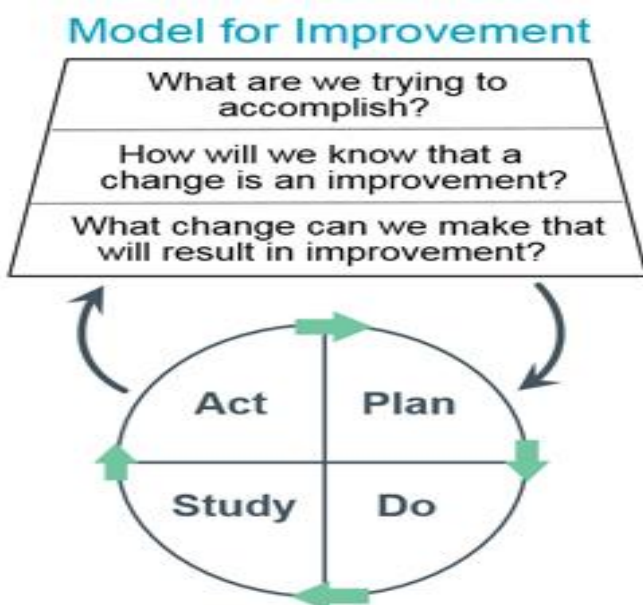 Model for Improvement
What are we trying to
accomplish?
How will we know that a
change is an improvement?
What change can we make that
will result in improvement?
Act
Plan
Study
Do